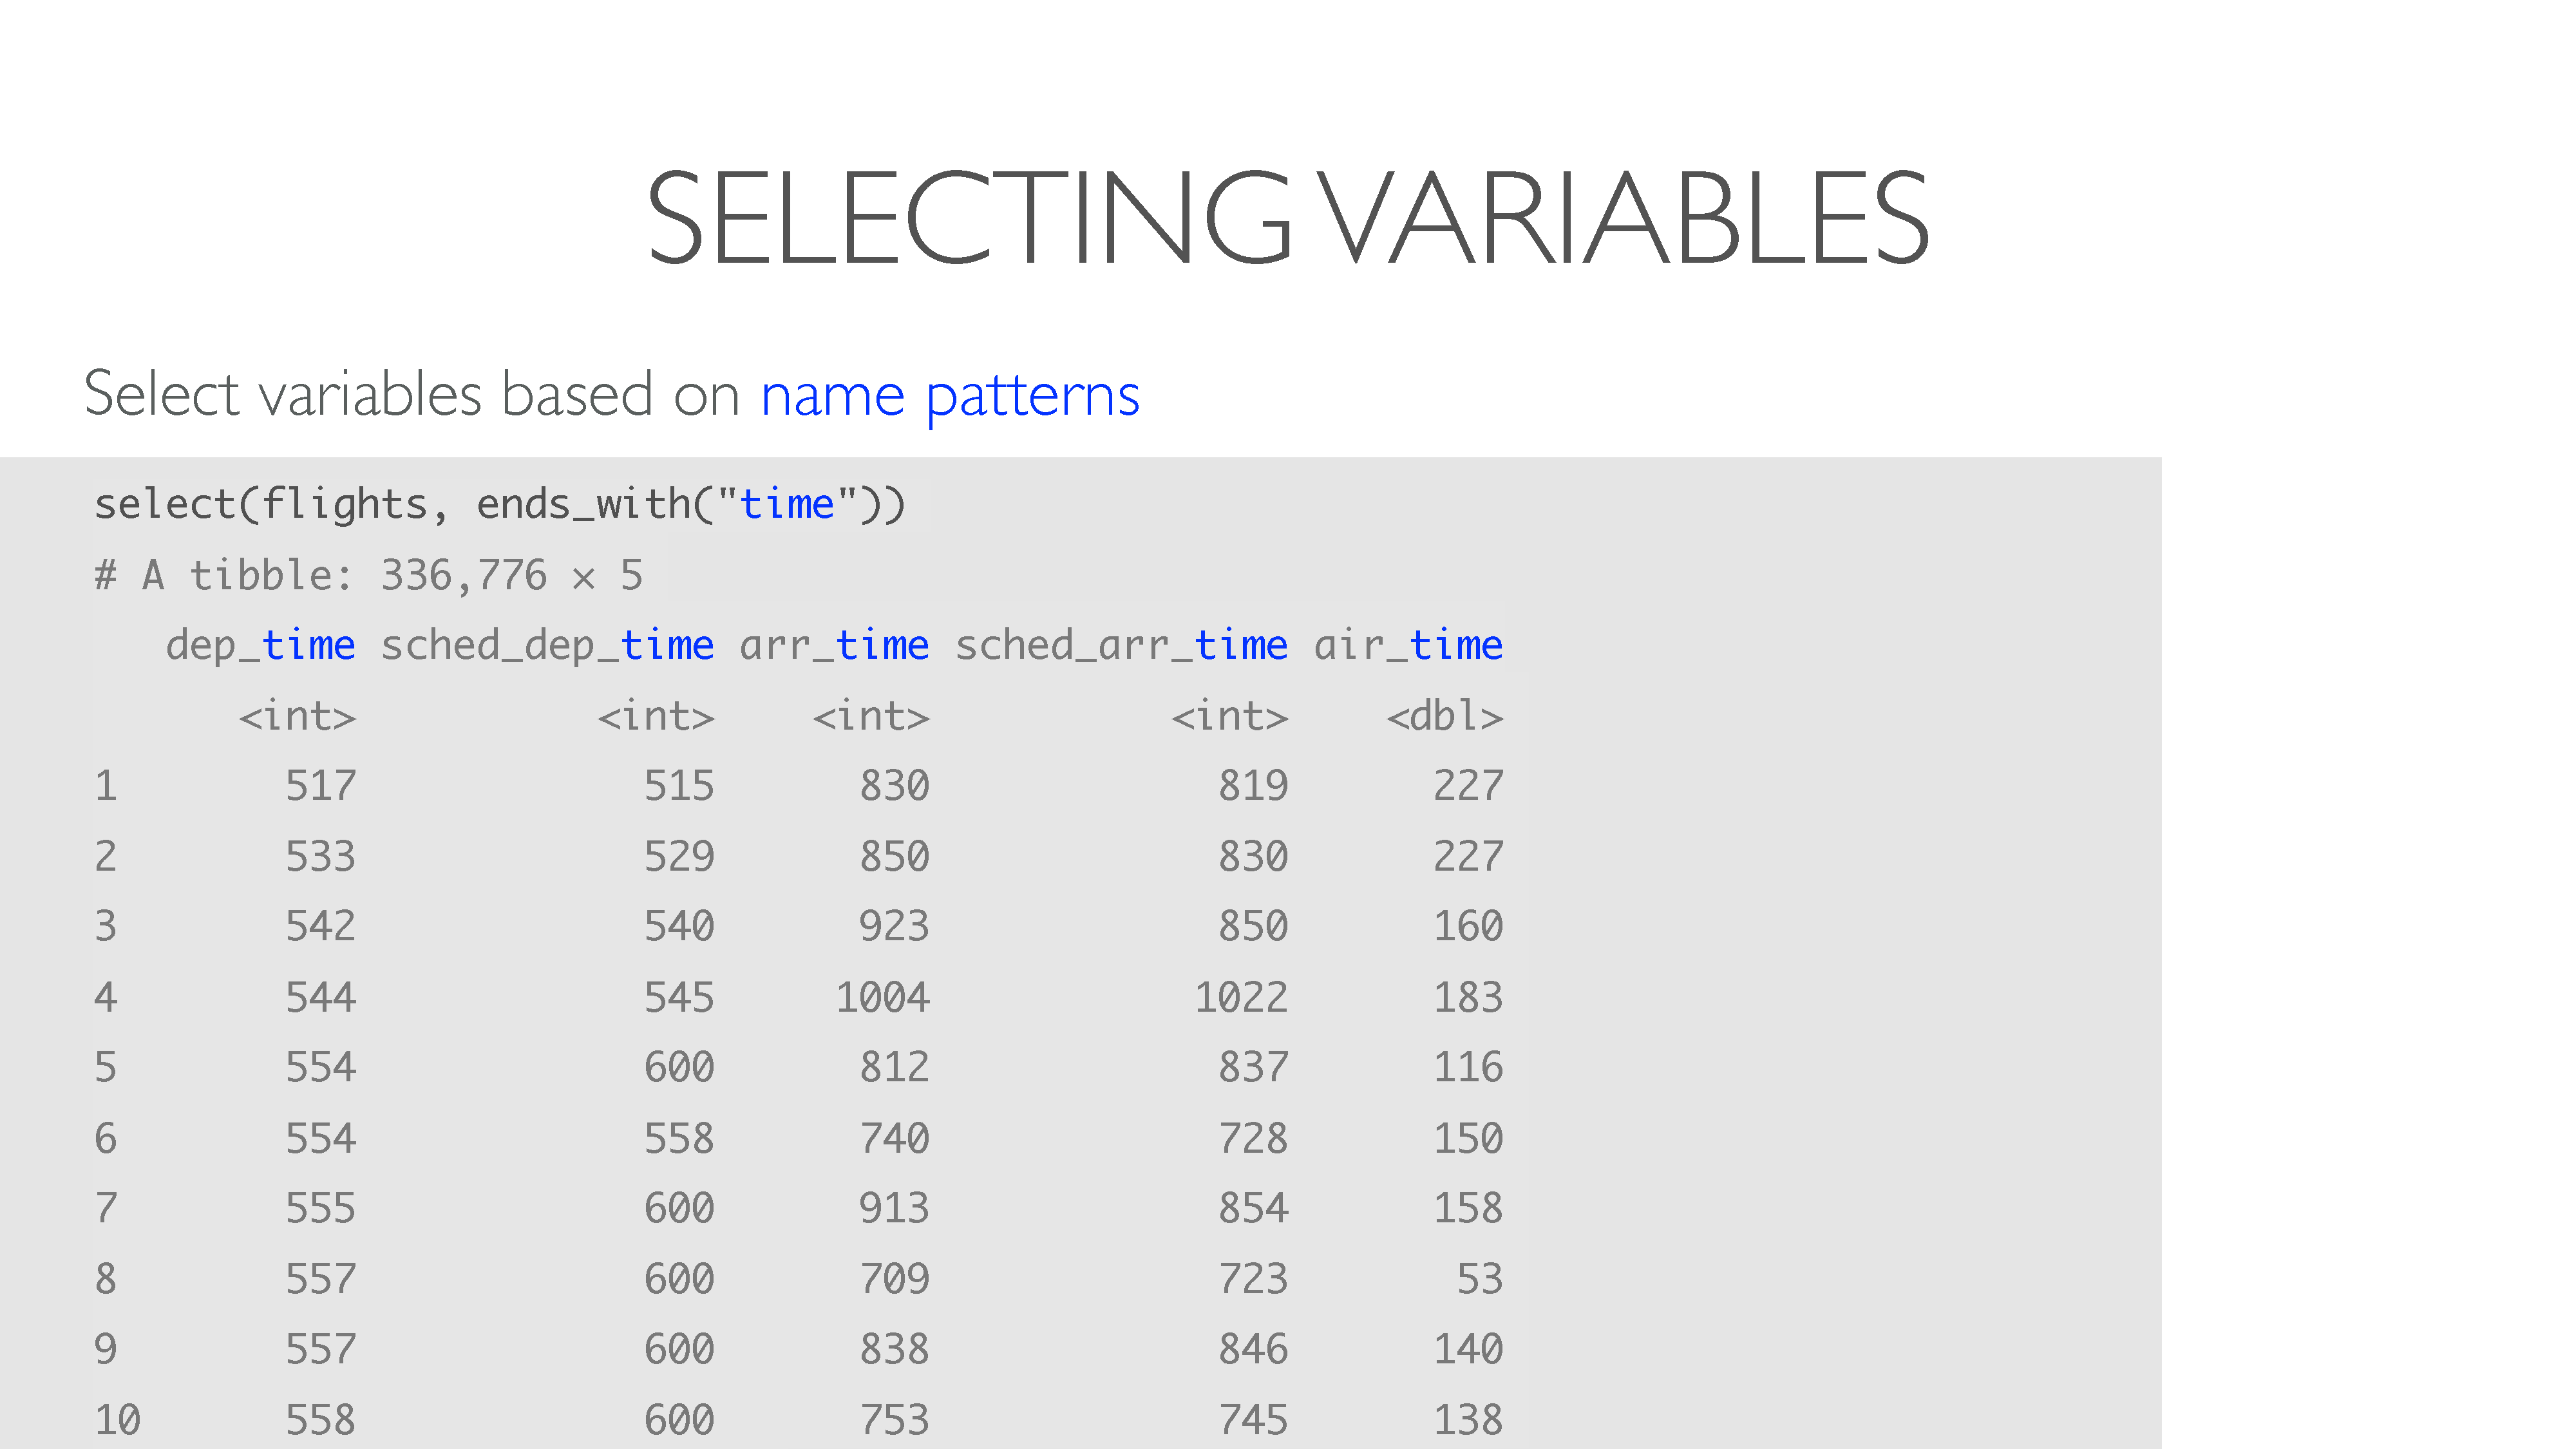 SELECTING VARIABLES
Select variables based on name patterns
select(flights, ends_with("time"))
# A tibble: 336,776 × 5
dep_time sched_dep_time arr_time sched_arr_time air_time
<int> <int> <int> <int> <dbl>
1 517 515 830 819 227
2 533 529 850 830 227
3 542 540 923 850 160
4 544 545 1004 1022 183
5 554 600 812 837 116
6 554 558 740 728 150
7 555 600 913 854 158
8 557 600 709 723 53
9 557 600 838 846 140
10 558 600 753 745 138